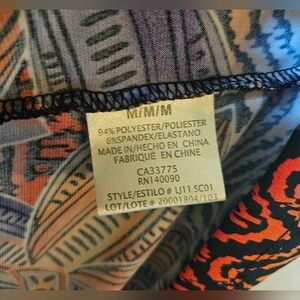 M/M/M
94% POLYESTER/POLIESTER
6%SPANDEX/ELASTANO
MADE IN/HECHO EN CHINA
FABRIQUE EN CHINE
CA33775
RN140090
STYLE/ESTILO # IJ11 SC01
LOT/LOTE # 20001804/103